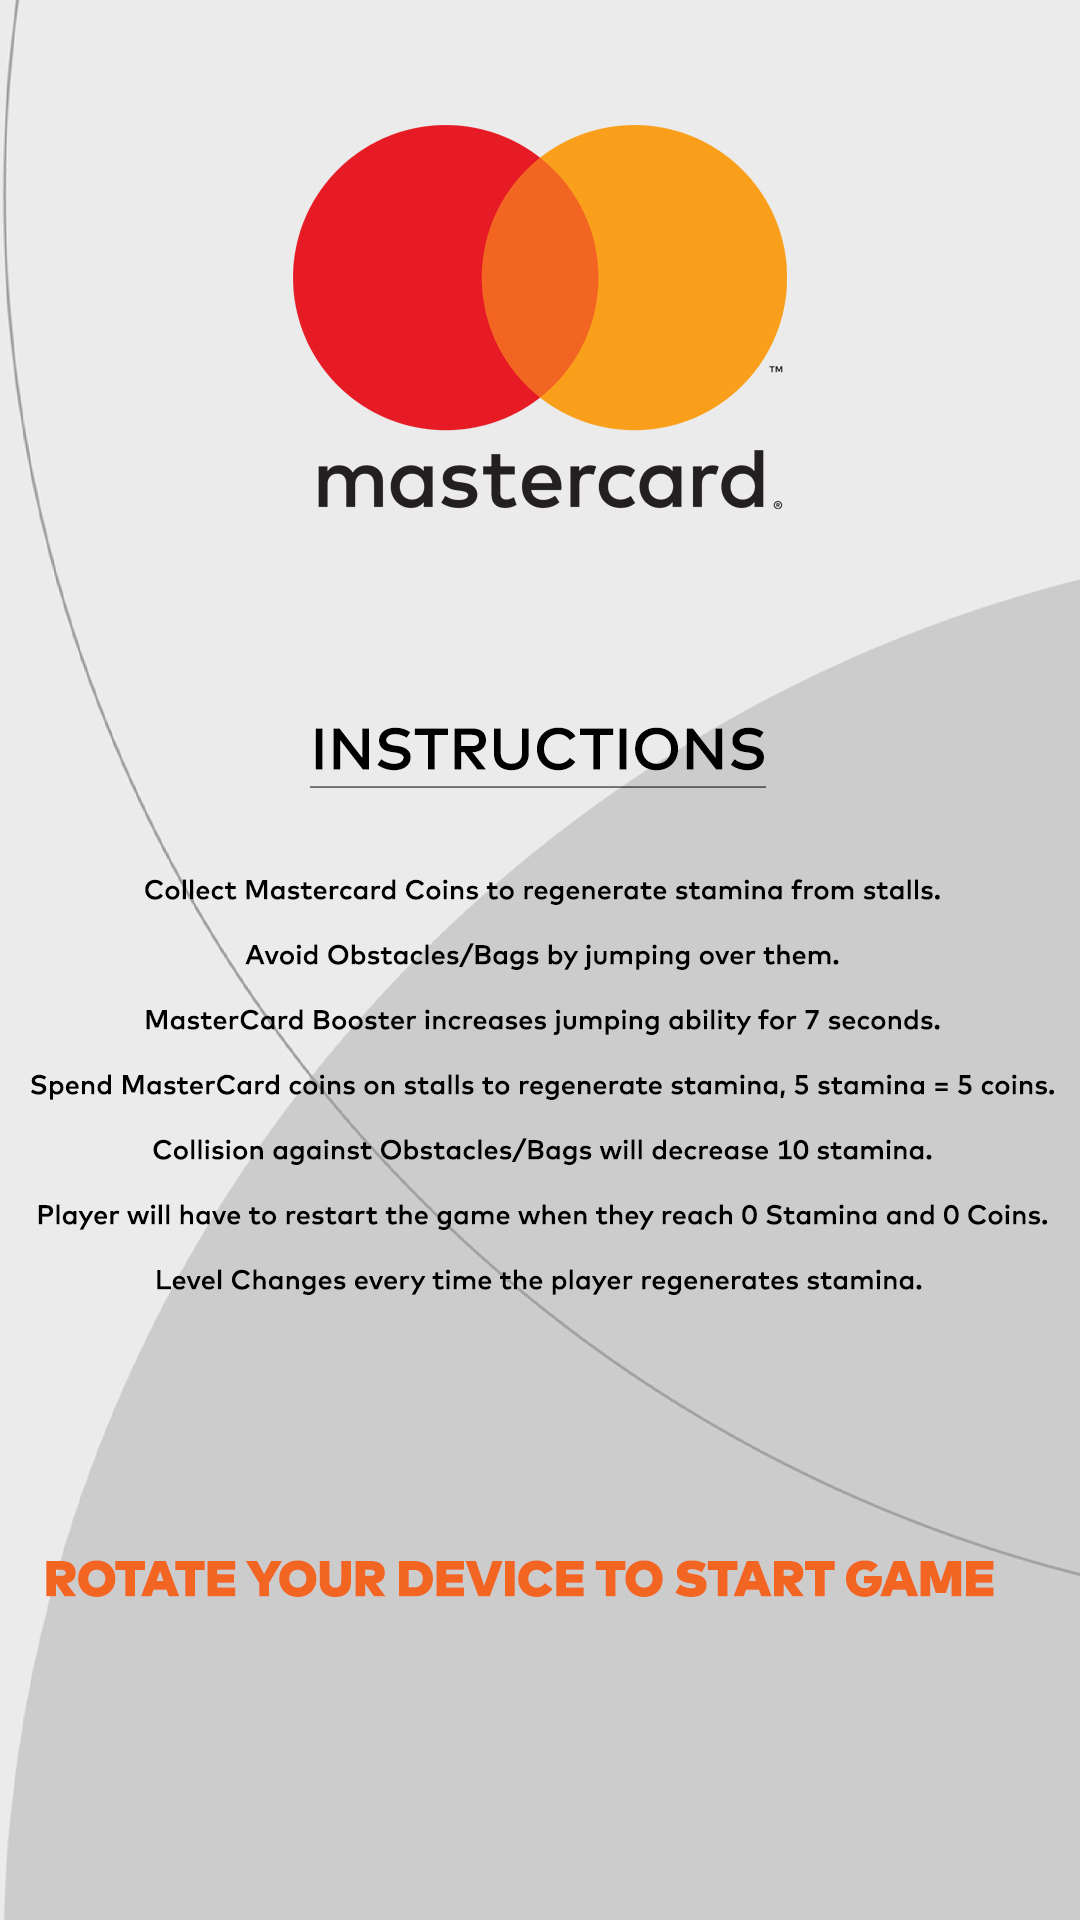 ™
mastercard®
INSTRUCTIONS
Collect Mastercard Coins to regenerate stamina from stalls.
Avoid Obstacles/Bags by jumping over them.
MasterCard Booster increases jumping ability for 7 seconds.
Spend MasterCard coins on stalls to regenerate stamina, 5 stamina = 5 coins.
Collision against Obstacles/Bags will decrease 10 stamina.
Player will have to restart the game when they reach 0 Stamina and 0 Coins.
Level Changes every time the player regenerates stamina.
ROTATE YOUR DEVICE TO START GAME